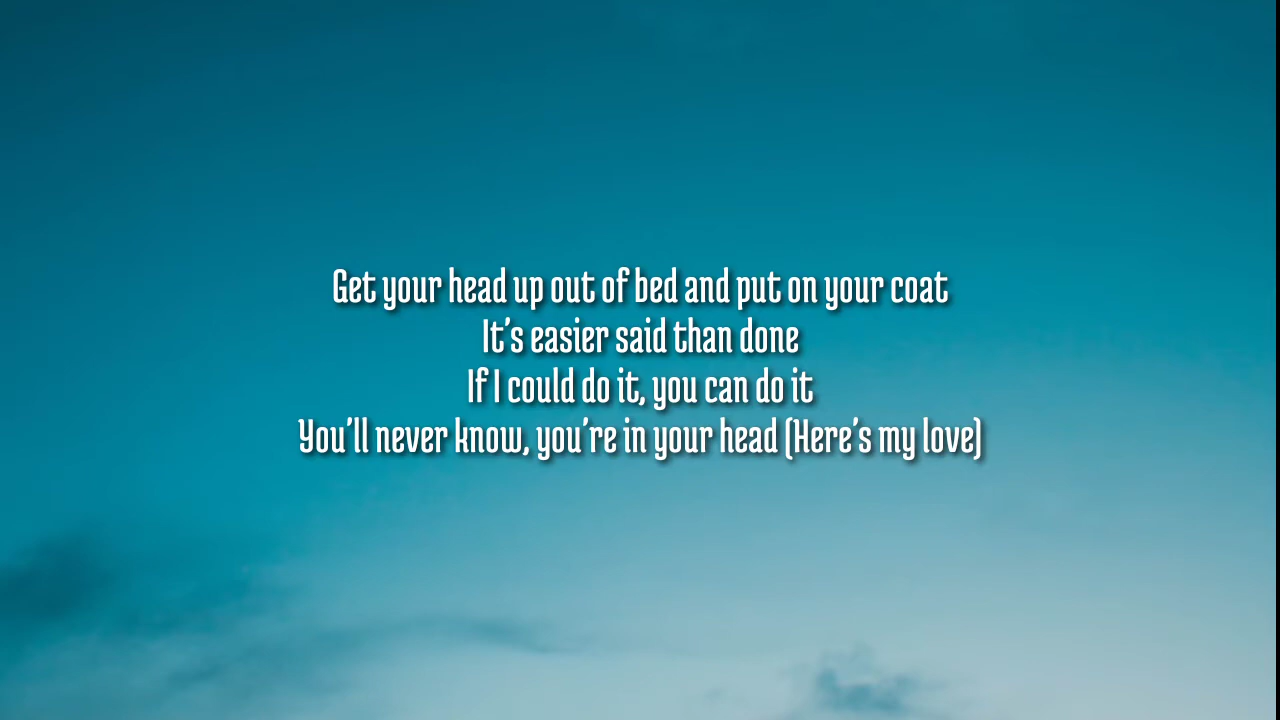 Get your head up out of bed and put on your coat
It's easier said than done
If I could do it, you can do it
You'll never know, you're in your head (Here's my love)